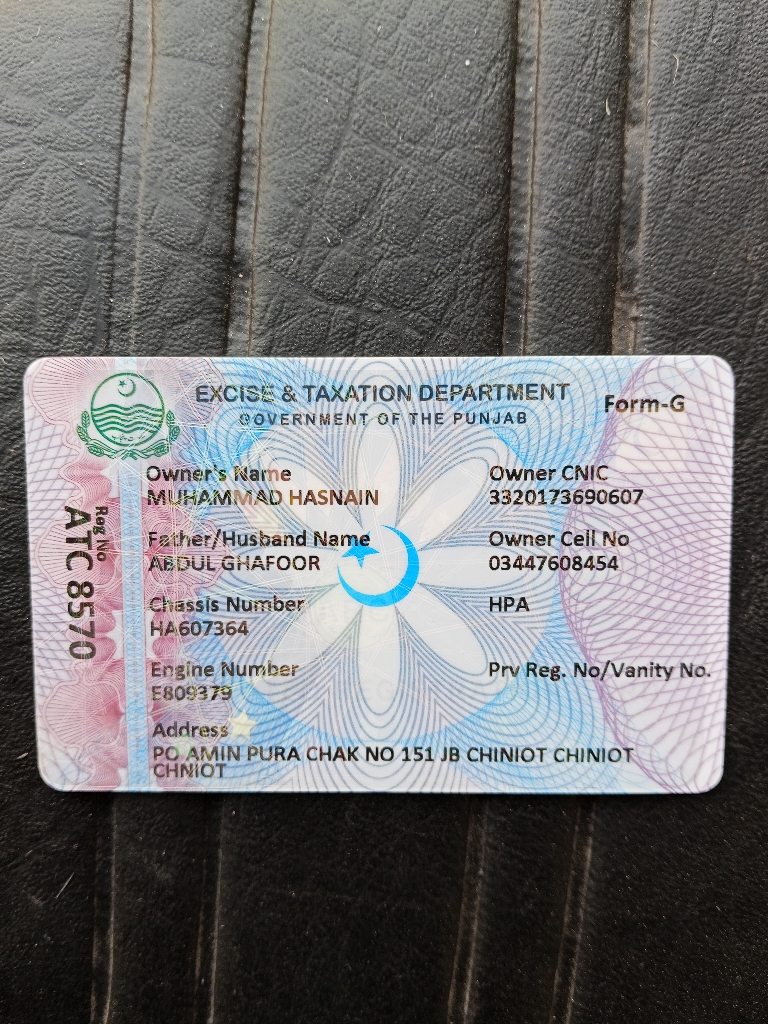 EXCISE & TAXATION DEPARTMENT
GOVERNMENT OF THE PUNJAB
Form-G
Reg No
ATC 8570
Owner's Name
MUHAMMAD HASNAIN
Owner CNIC
3320173690607
Father/Husband Name
ABDUL GHAFOOR
Owner Cell No
03447608454
Chassis Number
HA607364
HPA
Engine Number
E809379
Prv Reg. No/Vanity No.
Address
PO AMIN PURA CHAK NO 151 JB CHINIOT CHINIOT
CHNIOT